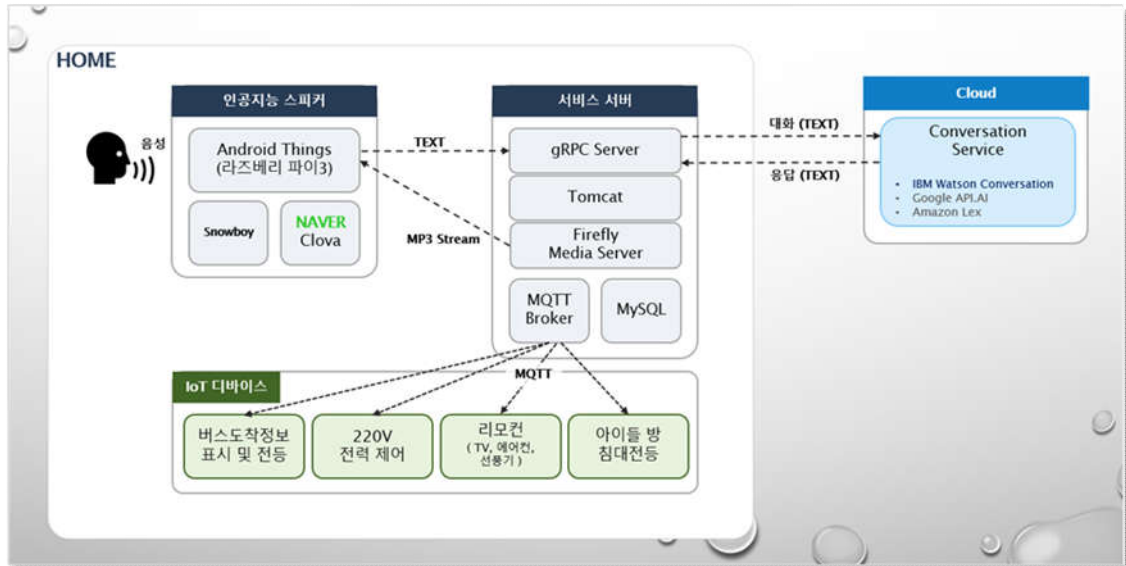 HOME
인공지능 스피커
음성
Android Things
(라즈베리 파이3)
Snowboy
NAVER
Clova
TEXT
MP3 Stream
서비스 서버
gRPC Server
Tomcat
Firefly
Media Server
MQTT
Broker
MySQL
대화 (TEXT)
응답 (TEXT)
Cloud
Conversation
Service
• IBM Watson Conversation
• Google API.AI
• Amazon Lex
MQTT
IoT 디바이스
버스도착정보
표시 및 전등
220V
전력 제어
리모컨
( TV, 에어컨,
선풍기 )
아이들 방
침대전등